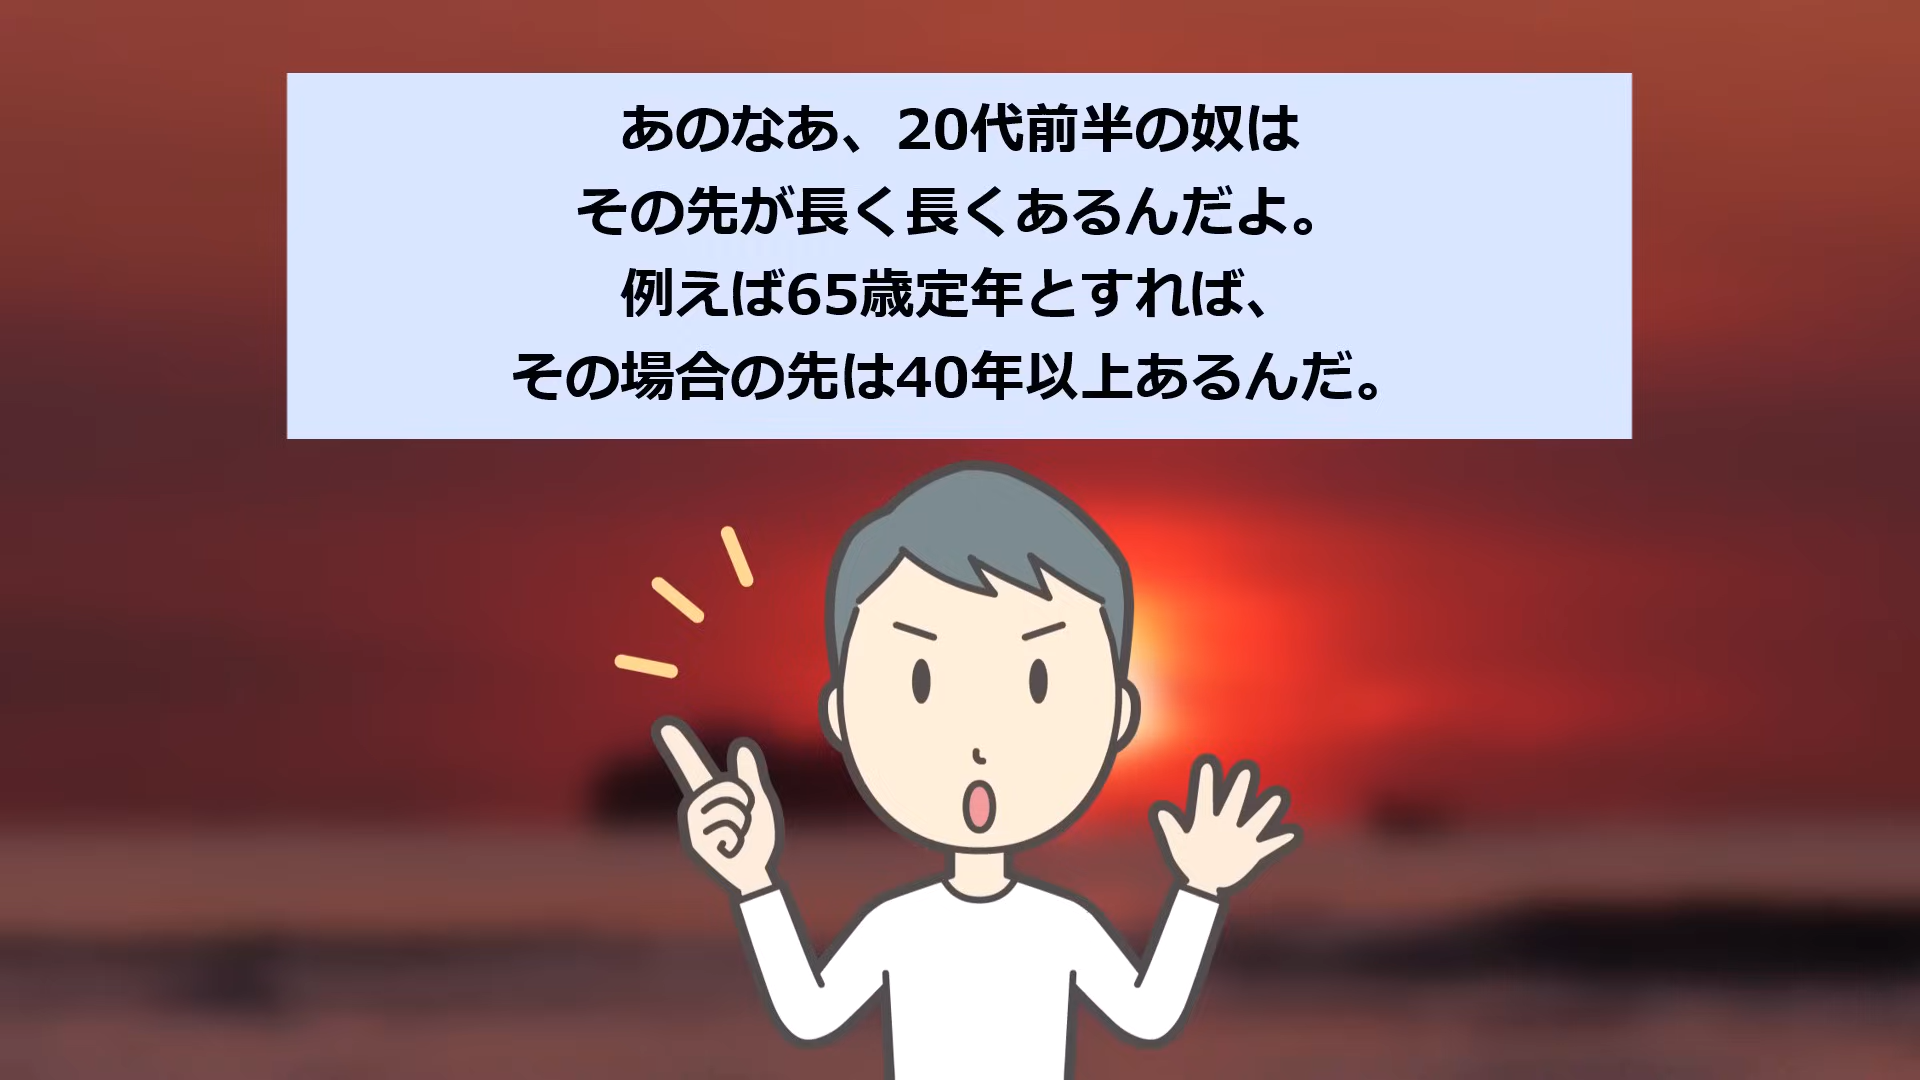 あのなあ、20代前半の奴は
その先が長く長くあるんだよ。
例えば65歳定年とすれば、
その場合の先は40年以上あるんだ。